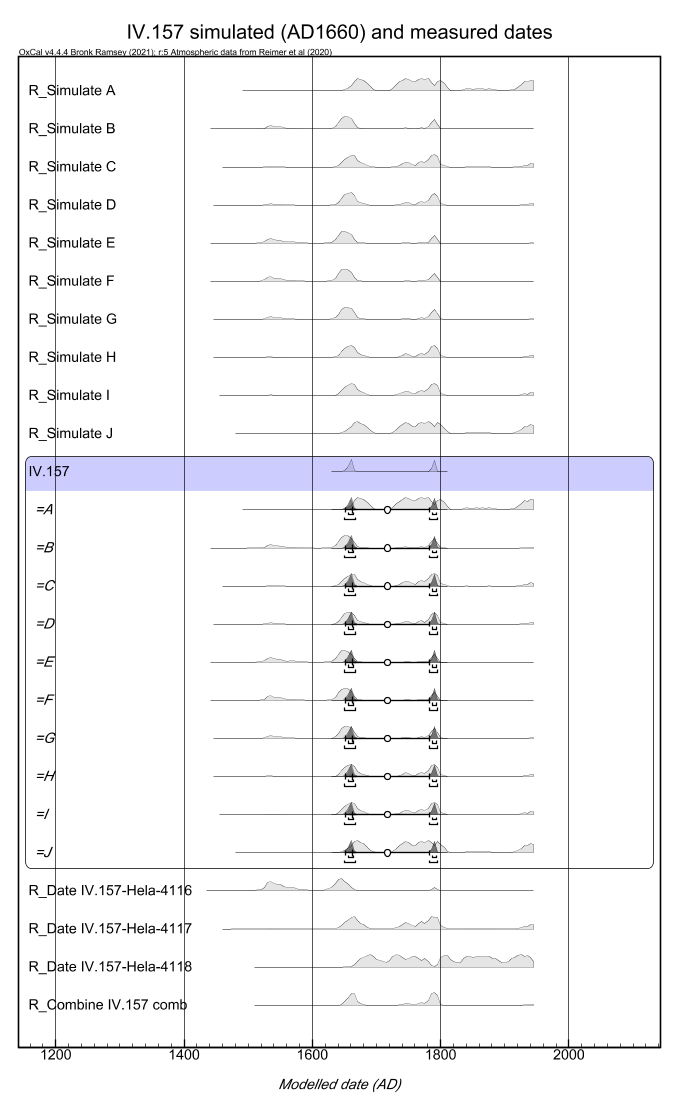 IV.157 simulated (AD1660) and measured dates
OxCal v4.4.4 Bronk Ramsey (2021); r:5 Atmospheric data from Reimer et al (2020)
R_Simulate A
R_Simulate B
R_Simulate C
R_Simulate D
R_Simulate E
R_Simulate F
R_Simulate G
R_Simulate H
R_Simulate I
R_Simulate J
IV.157
=A
=B
=C
=D
=E
=F
=G
=H
=I
=J
R_Date IV.157-Hela-4116
R_Date IV.157-Hela-4117
R_Date IV.157-Hela-4118
R_Combine IV.157 comb
1200 1400 1600 1800 2000
Modelled date (AD)